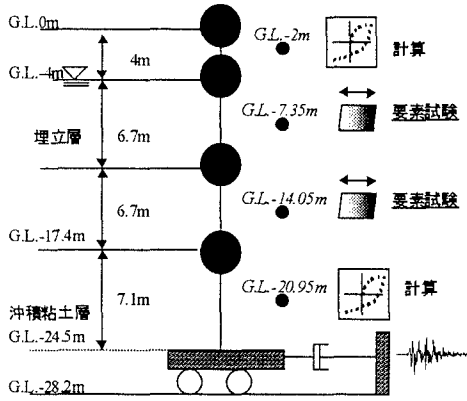 G.L.0m
G.L.-2m
計算
4m
G.L.-4m
G.L.-7.35m
要素試験
埋立層
6.7m
6.7m
G.L.-14.05m
要素試験
G.L.-17.4m
G.L.-20.95m
計算
7.1m
沖積粘土層
G.L.-24.5m
G.L.-28.2m